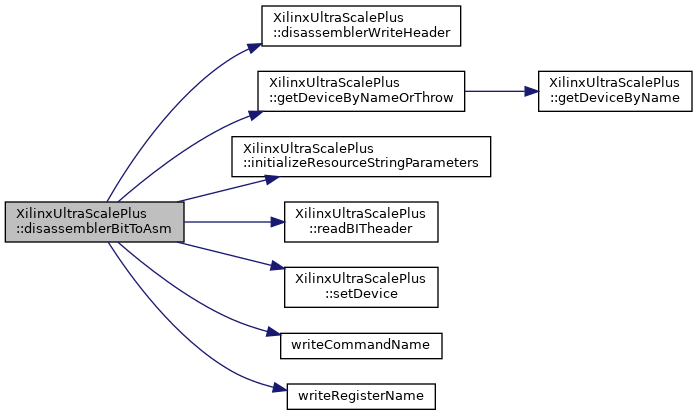 XilinxUltraScalePlus
::disassemblerBitToAsm
XilinxUltraScalePlus
::disassemblerWriteHeader
XilinxUltraScalePlus
::getDeviceByNameOrThrow
XilinxUltraScalePlus
::getDeviceByName
XilinxUltraScalePlus
::initializeResourceStringParameters
XilinxUltraScalePlus
::readBITheader
XilinxUltraScalePlus
::setDevice
writeCommandName
writeRegisterName